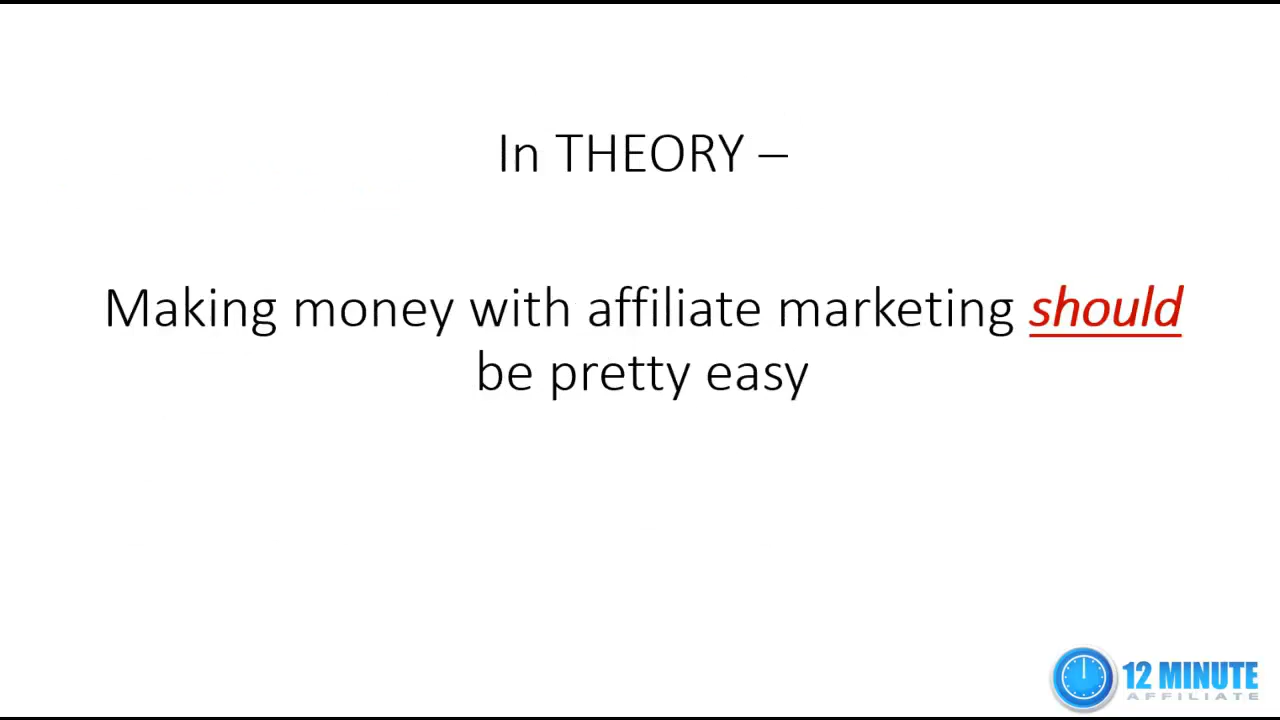 In THEORY –
Making money with affiliate marketing should
be pretty easy
12 MINUTE
AFFILIATE